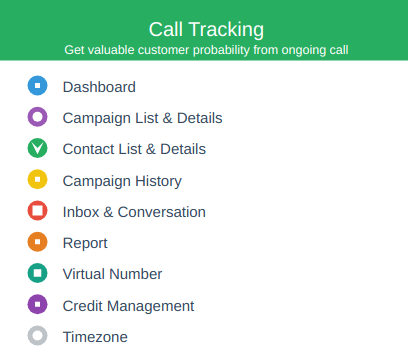 Call Tracking
Get valuable customer probability from ongoing call
Dashboard
Campaign List & Details
Contact List & Details
Campaign History
Inbox & Conversation
Report
Virtual Number
Credit Management
Timezone